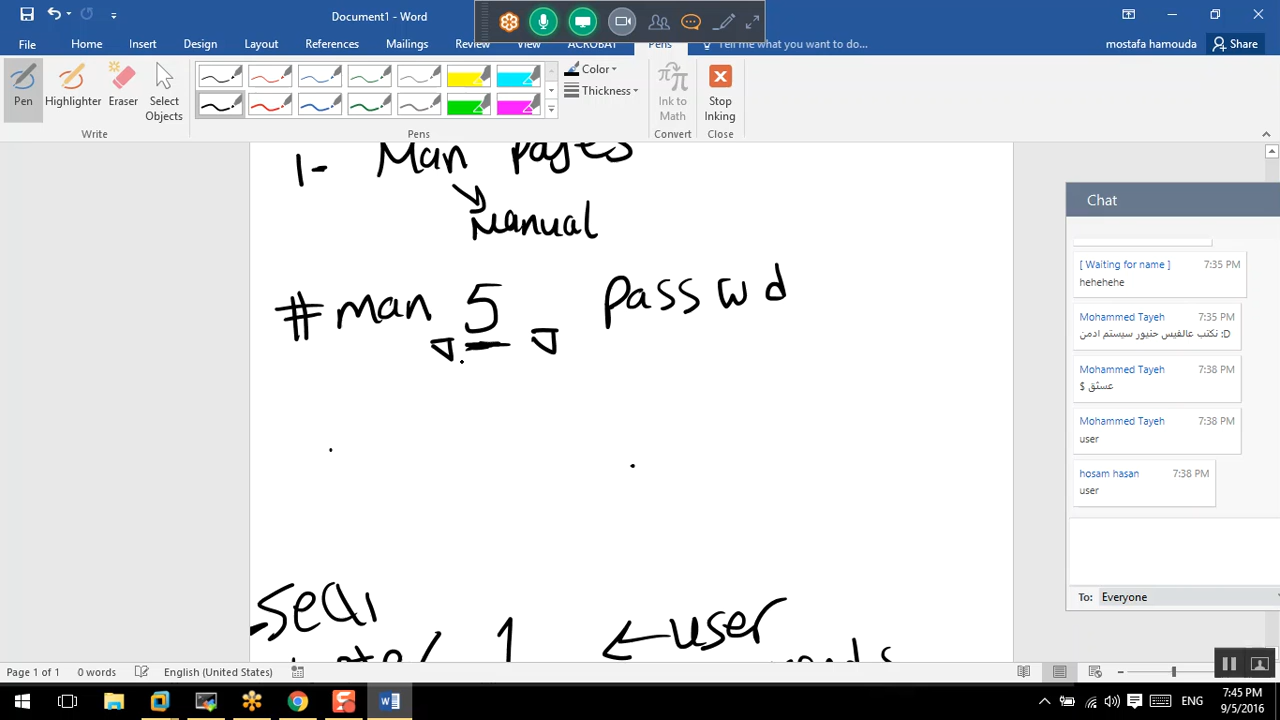 Document1 - Word
File Home Insert Design Layout References Mailings Review View ACROBAT Pens Tell me what you want to do... mostafa hamouda Share
Pen Highlighter Eraser Select Objects
Color
Thickness
Ink to Math
Stop Inking
Write Pens Convert Close
1- Man pages
Manual
#man 5 passwd
user
1
Chat
[ Waiting for name ] 7:35 PM
hehehehe
Mohammed Tayeh 7:35 PM
نكتب عالفيس جنيور سيستم ادمن :D
Mohammed Tayeh 7:38 PM
$ عستق
Mohammed Tayeh 7:38 PM
user
hosam hasan 7:38 PM
user
To: Everyone
Page 1 of 1 0 words English (United States)
ENG
7:45 PM
9/5/2016